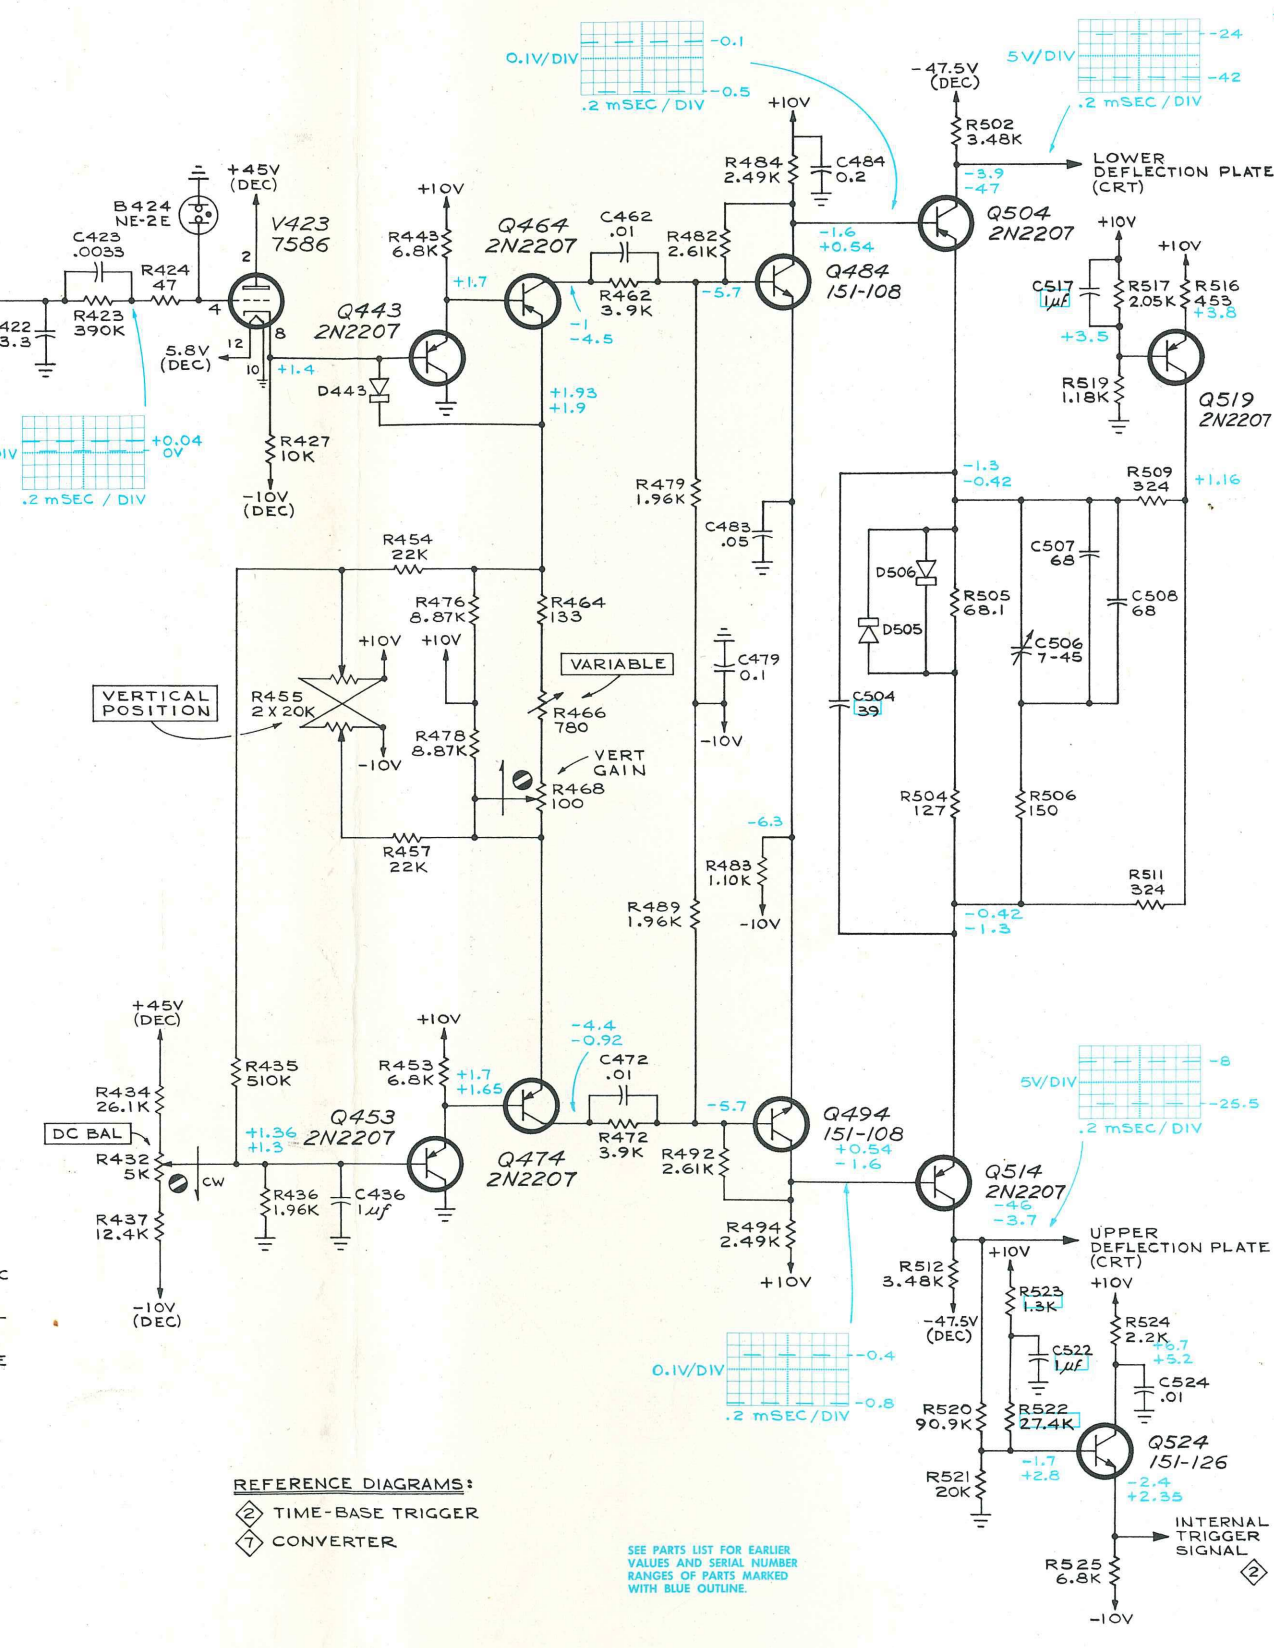 0.1V/DIV
-0.1
-0.5
.2 mSEC / DIV
5V/DIV
-24
-42
.2 mSEC / DIV
-47.5V
(DEC)
R502
3.48K
LOWER
DEFLECTION PLATE
(CRT)
-3.9
-47
Q504
2N2207
+10V
R484
2.49K
C484
0.2
-1.6
+0.54
+45V
(DEC)
B424
NE-2E
V423
7586
2
C423
.0033
R424
47
R423
390K
4
8
12
10
422
3.3
5.8V
(DEC)
+1.4
+10V
R443
6.8K
+1.7
Q443
2N2207
D443
Q464
2N2207
C462
.01
R462
3.9K
-1
-4.5
R482
2.61K
-5.7
Q484
151-108
+1.93
+1.9
R427
10K
-10V
(DEC)
IV
+0.04
0V
.2 mSEC / DIV
+10V
+10V
C517
1µf
R517
2.05K
R516
453
+3.8
+3.5
R519
1.18K
Q519
2N2207
R509
324
+1.16
-1.3
-0.42
R479
1.96K
C483
.05
D506
D505
R505
68.1
C507
68
C508
68
C506
7-45
C504
39
C479
0.1
-10V
R454
22K
R476
8.87K
R464
133
+10V
+10V
VARIABLE
VERTICAL
POSITION
R455
2 X 20K
R466
780
-10V
R478
8.87K
VERT
GAIN
R468
100
R457
22K
-6.3
R483
1.10K
-10V
R489
1.96K
R504
127
R506
150
R511
324
-0.42
-1.3
+45V
(DEC)
R434
26.1K
R435
510K
DC BAL
R432
5K
CW
+1.36
+1.3
R437
12.4K
-10V
(DEC)
R436
1.96K
C436
1µf
Q453
2N2207
+10V
R453
6.8K
+1.7
+1.65
-4.4
-0.92
Q474
2N2207
C472
.01
R472
3.9K
R492
2.61K
-5.7
Q494
151-108
+0.54
-1.6
R494
2.49K
+10V
5V/DIV
-8
-25.5
.2 mSEC / DIV
Q514
2N2207
-46
-3.7
UPPER
DEFLECTION PLATE
(CRT)
R512
3.48K
-47.5V
(DEC)
+10V
R523
1.3K
C522
1µf
+10V
R524
2.2K
+6.7
+5.2
C524
.01
R520
90.9K
R522
27.4K
Q524
151-126
R521
20K
-1.7
+2.8
-2.4
+2.35
INTERNAL
TRIGGER
SIGNAL
2
R525
6.8K
-10V
0.1V/DIV
-0.4
-0.8
.2 mSEC/DIV
C
E
REFERENCE DIAGRAMS:
2 TIME-BASE TRIGGER
7 CONVERTER
SEE PARTS LIST FOR EARLIER
VALUES AND SERIAL NUMBER
RANGES OF PARTS MARKED
WITH BLUE OUTLINE.